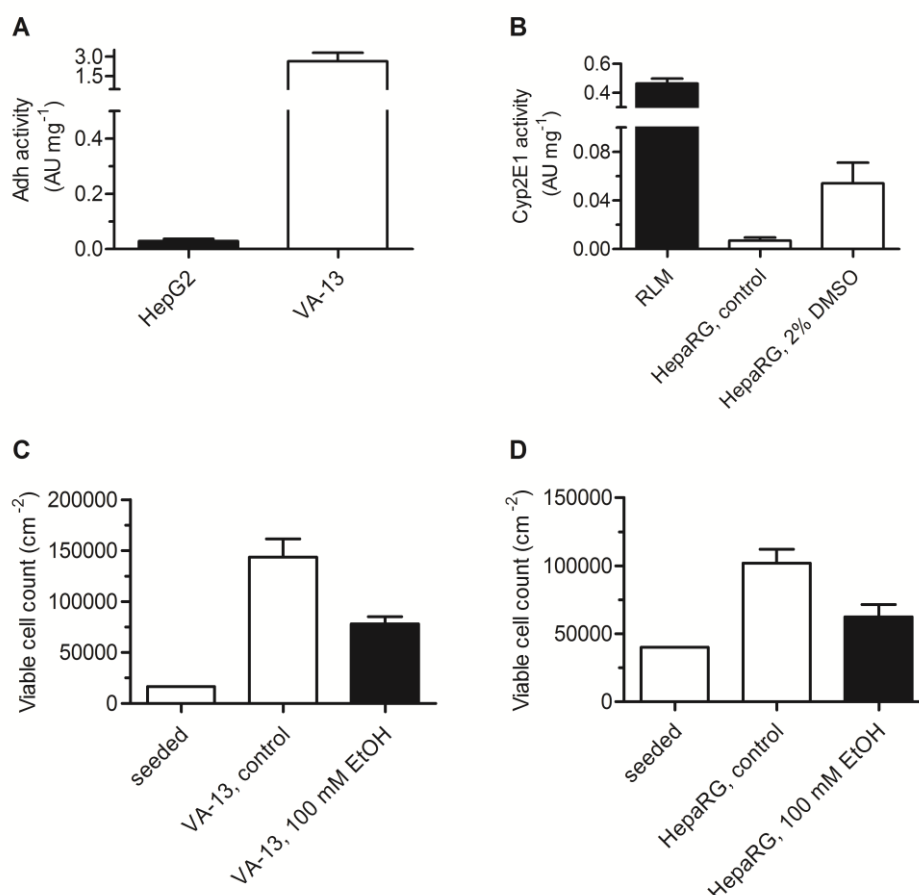 A
Adh activity
(AU mg⁻¹)
3.0
1.5
0.4
0.2
0.0
HepG2
VA-13
B
Cyp2E1 activity
(AU mg⁻¹)
0.6
0.4
0.08
0.04
0.00
RLM
HepaRG, control
HepaRG, 2% DMSO
C
Viable cell count (cm⁻²)
200000
150000
100000
50000
0
seeded
VA-13, control
VA-13, 100 mM EtOH
D
Viable cell count (cm⁻²)
150000
100000
50000
0
seeded
HepaRG, control
HepaRG, 100 mM EtOH